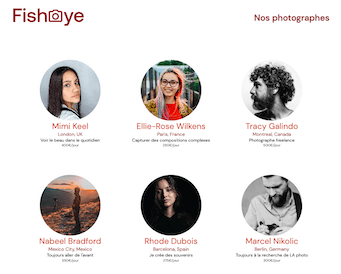 Fisheye
Nos photographes
Mimi Keel
London, UK
Voir le beau dans le quotidien
400€/jour
Ellie-Rose Wilkens
Paris, France
Capturer des compositions complexes
250€/jour
Tracy Galindo
Montreal, Canada
Photographe freelance
500€/jour
Nabeel Bradford
Mexico City, Mexico
Toujours aller de l'avant
350€/jour
Rhode Dubois
Barcelona, Spain
Je crée des souvenirs
275€/jour
Marcel Nikolic
Berlin, Germany
Toujours à la recherche de LA photo
300€/jour